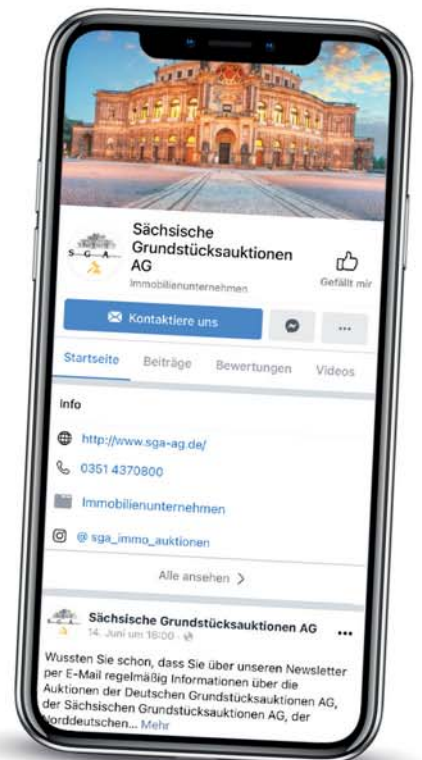 Sächsische
Grundstücksauktionen
AG
S G A
Gefällt mir
Immobilienunternehmen
Kontaktiere uns
Startseite Beiträge Bewertungen Videos
Info
http://www.sga-ag.de/
0351 4370800
Immobilienunternehmen
@ sga_immo_auktionen
Alle ansehen >
Sächsische Grundstücksauktionen AG
14. Juni um 16:00 ·
Wussten Sie schon, dass Sie über unseren Newsletter
per E-Mail regelmäßig Informationen über die
Auktionen der Deutschen Grundstücksauktionen AG,
der Sächsischen Grundstücksauktionen AG, der
Norddeutschen... Mehr